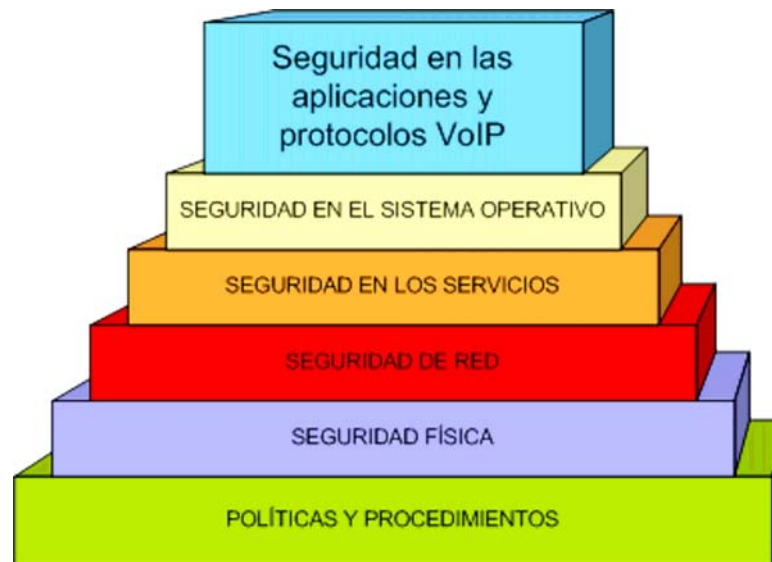 Seguridad en las
aplicaciones y
protocolos VoIP
SEGURIDAD EN EL SISTEMA OPERATIVO
SEGURIDAD EN LOS SERVICIOS
SEGURIDAD DE RED
SEGURIDAD FÍSICA
POLÍTICAS Y PROCEDIMIENTOS